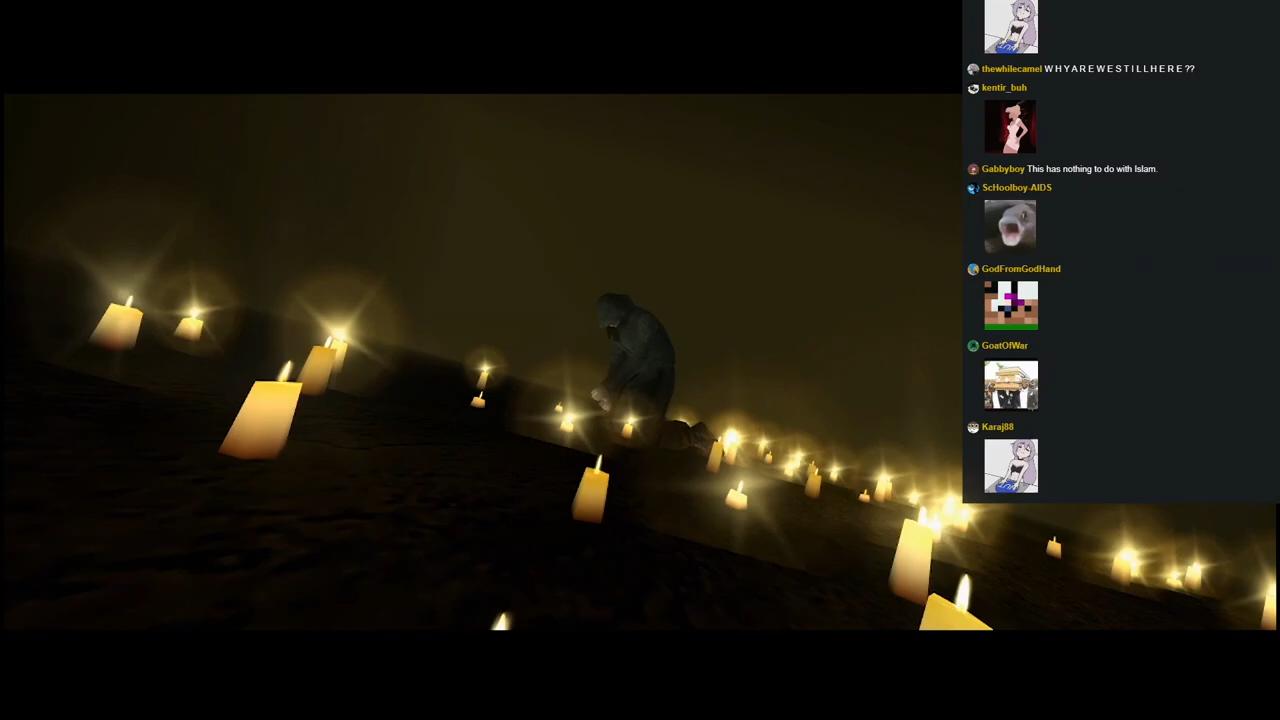 thewhilecamel W H Y A R E W E S T I L L H E R E ??
kentir_buh
Gabbyboy This has nothing to do with Islam.
ScHoolboy-AIDS
GodFromGodHand
GoatOfWar
Karaj88